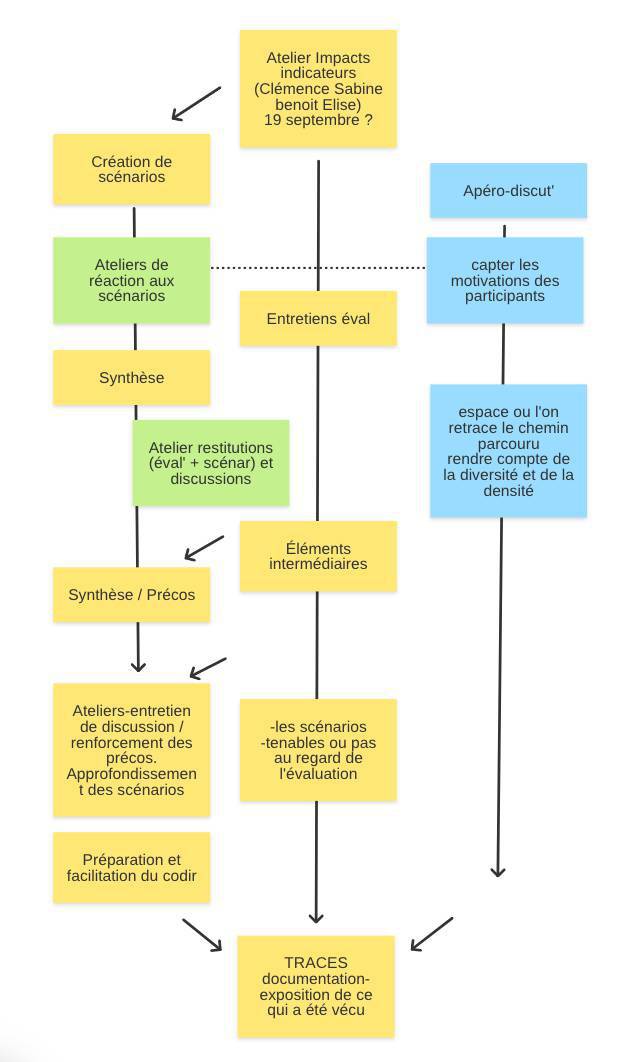 Atelier Impacts
indicateurs
(Clémence Sabine
benoit Elise)
19 septembre ?
Création de
scénarios
Apéro-discut'
Ateliers de
réaction aux
scénarios
capter les
motivations des
participants
Entretiens éval
Synthèse
espace ou l'on
retrace le chemin
parcouru
rendre compte de
la diversité et de la
densité
Atelier restitutions
(éval' + scénar) et
discussions
Éléments
intermédiaires
Synthèse / Précos
Ateliers-entretien
de discussion /
renforcement des
précos.
Approfondissemen
t des scénarios
-les scénarios
-tenables ou pas
au regard de
l'évaluation
Préparation et
facilitation du codir
TRACES
documentation-
exposition de ce
qui a été vécu